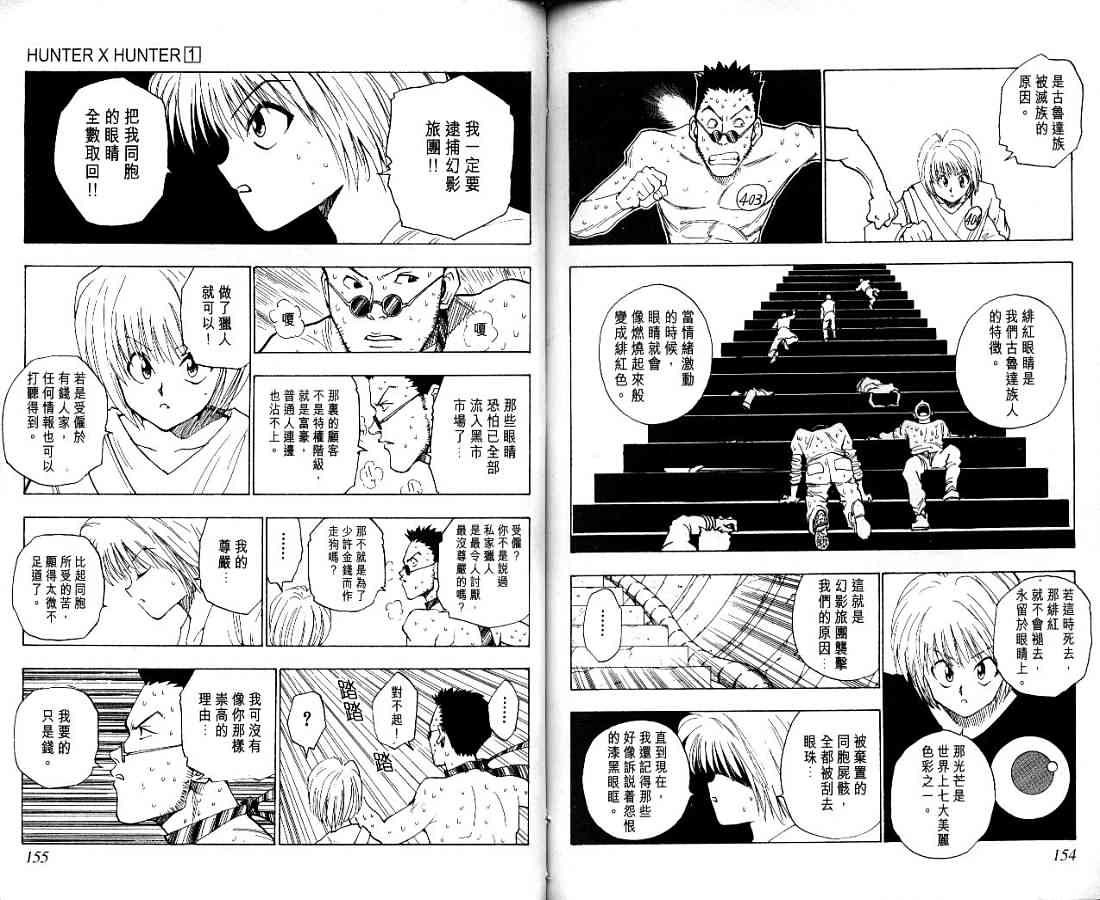 是古魯達族
被滅族的
原因。
403
404
緋紅眼睛是
我們古魯達族人
的特徵。
當情緒激動
的時候，
眼睛就會
像燃燒起來般
變成緋紅色。
若這時死去，
那緋紅
就不會褪去，
永留於眼睛上。
那光芒是
世界上七大美麗
色彩之一。
這就是
幻影旅團襲擊
我們的原因…
……
被棄置的
同胞屍骸，
全都被刮去
眼珠…
直到現在，
我還記得那些
好像訴說着怨恨
的漆黑眼眶。
154
HUNTER X HUNTER 1
我一定要
逮捕幻影
旅團!!
把我同胞
的眼睛
全數取回!!
嗄
嗄
那些眼睛
恐怕已全部
流入黑市
市場了…
那裏的顧客
不是特權階級，
就是富豪，
普通人連邊
也沾不上。
做了獵人
就可以！
若是受僱於
有錢人家，
任何情報也可以
打聽得到。
受僱？
你不是說過
私家獵人
是最令人討厭、
最沒尊嚴的嗎？
那不就是為了
少許金錢而作
走狗嗎？
……
我的
尊嚴…
比起同胞
所受的苦，
顯得太微不
足道了。
……
對不起！
？
踏
踏
踏
我可沒有
像你那樣
崇高的
理由…
我要的
只是錢。
155